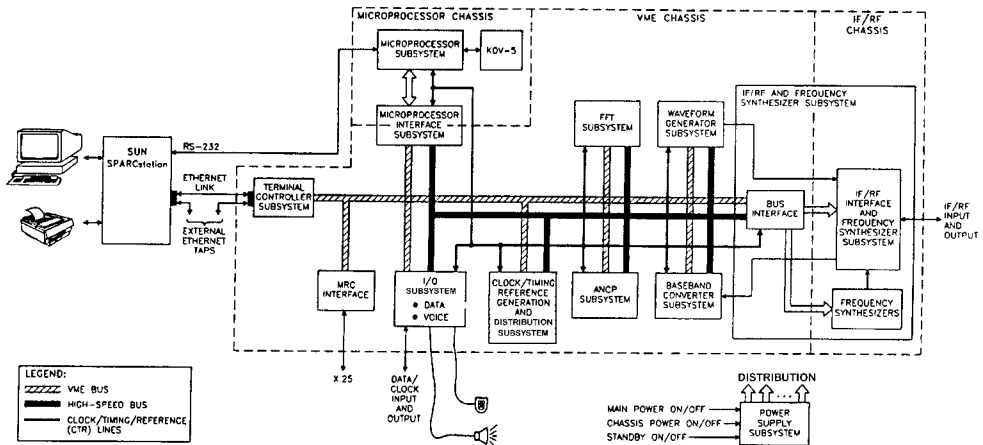 MICROPROCESSOR CHASSIS
VME CHASSIS
IF/RF
CHASSIS
MICROPROCESSOR
SUBSYSTEM
KDV-5
MICROPROCESSOR
INTERFACE
SUBSYSTEM
FFT
SUBSYSTEM
WAVEFORM
GENERATOR
SUBSYSTEM
IF/RF AND FREQUENCY
SYNTHESIZER SUBSYSTEM
SUN
SPARCstation
RS-232
ETHERNET
LINK
TERMINAL
CONTROLLER
SUBSYSTEM
EXTERNAL
ETHERNET
TAPS
BUS
INTERFACE
IF/RF
INTERFACE
AND
FREQUENCY
SYNTHESIZER
SUBSYSTEM
IF/RF
INPUT
AND
OUTPUT
MRC
INTERFACE
I/O
SUBSYSTEM
● DATA
● VOICE
CLOCK/TIMING
REFERENCE
GENERATION
AND
DISTRIBUTION
SUBSYSTEM
ANCP
SUBSYSTEM
BASEBAND
CONVERTER
SUBSYSTEM
FREQUENCY
SYNTHESIZERS
X.25
DATA/
CLOCK
INPUT
AND
OUTPUT
LEGEND:
VME BUS
HIGH-SPEED BUS
CLOCK/TIMING/REFERENCE
(CTR) LINES
DISTRIBUTION
MAIN POWER ON/OFF
CHASSIS POWER ON/OFF
STANDBY ON/OFF
POWER
SUPPLY
SUBSYSTEM